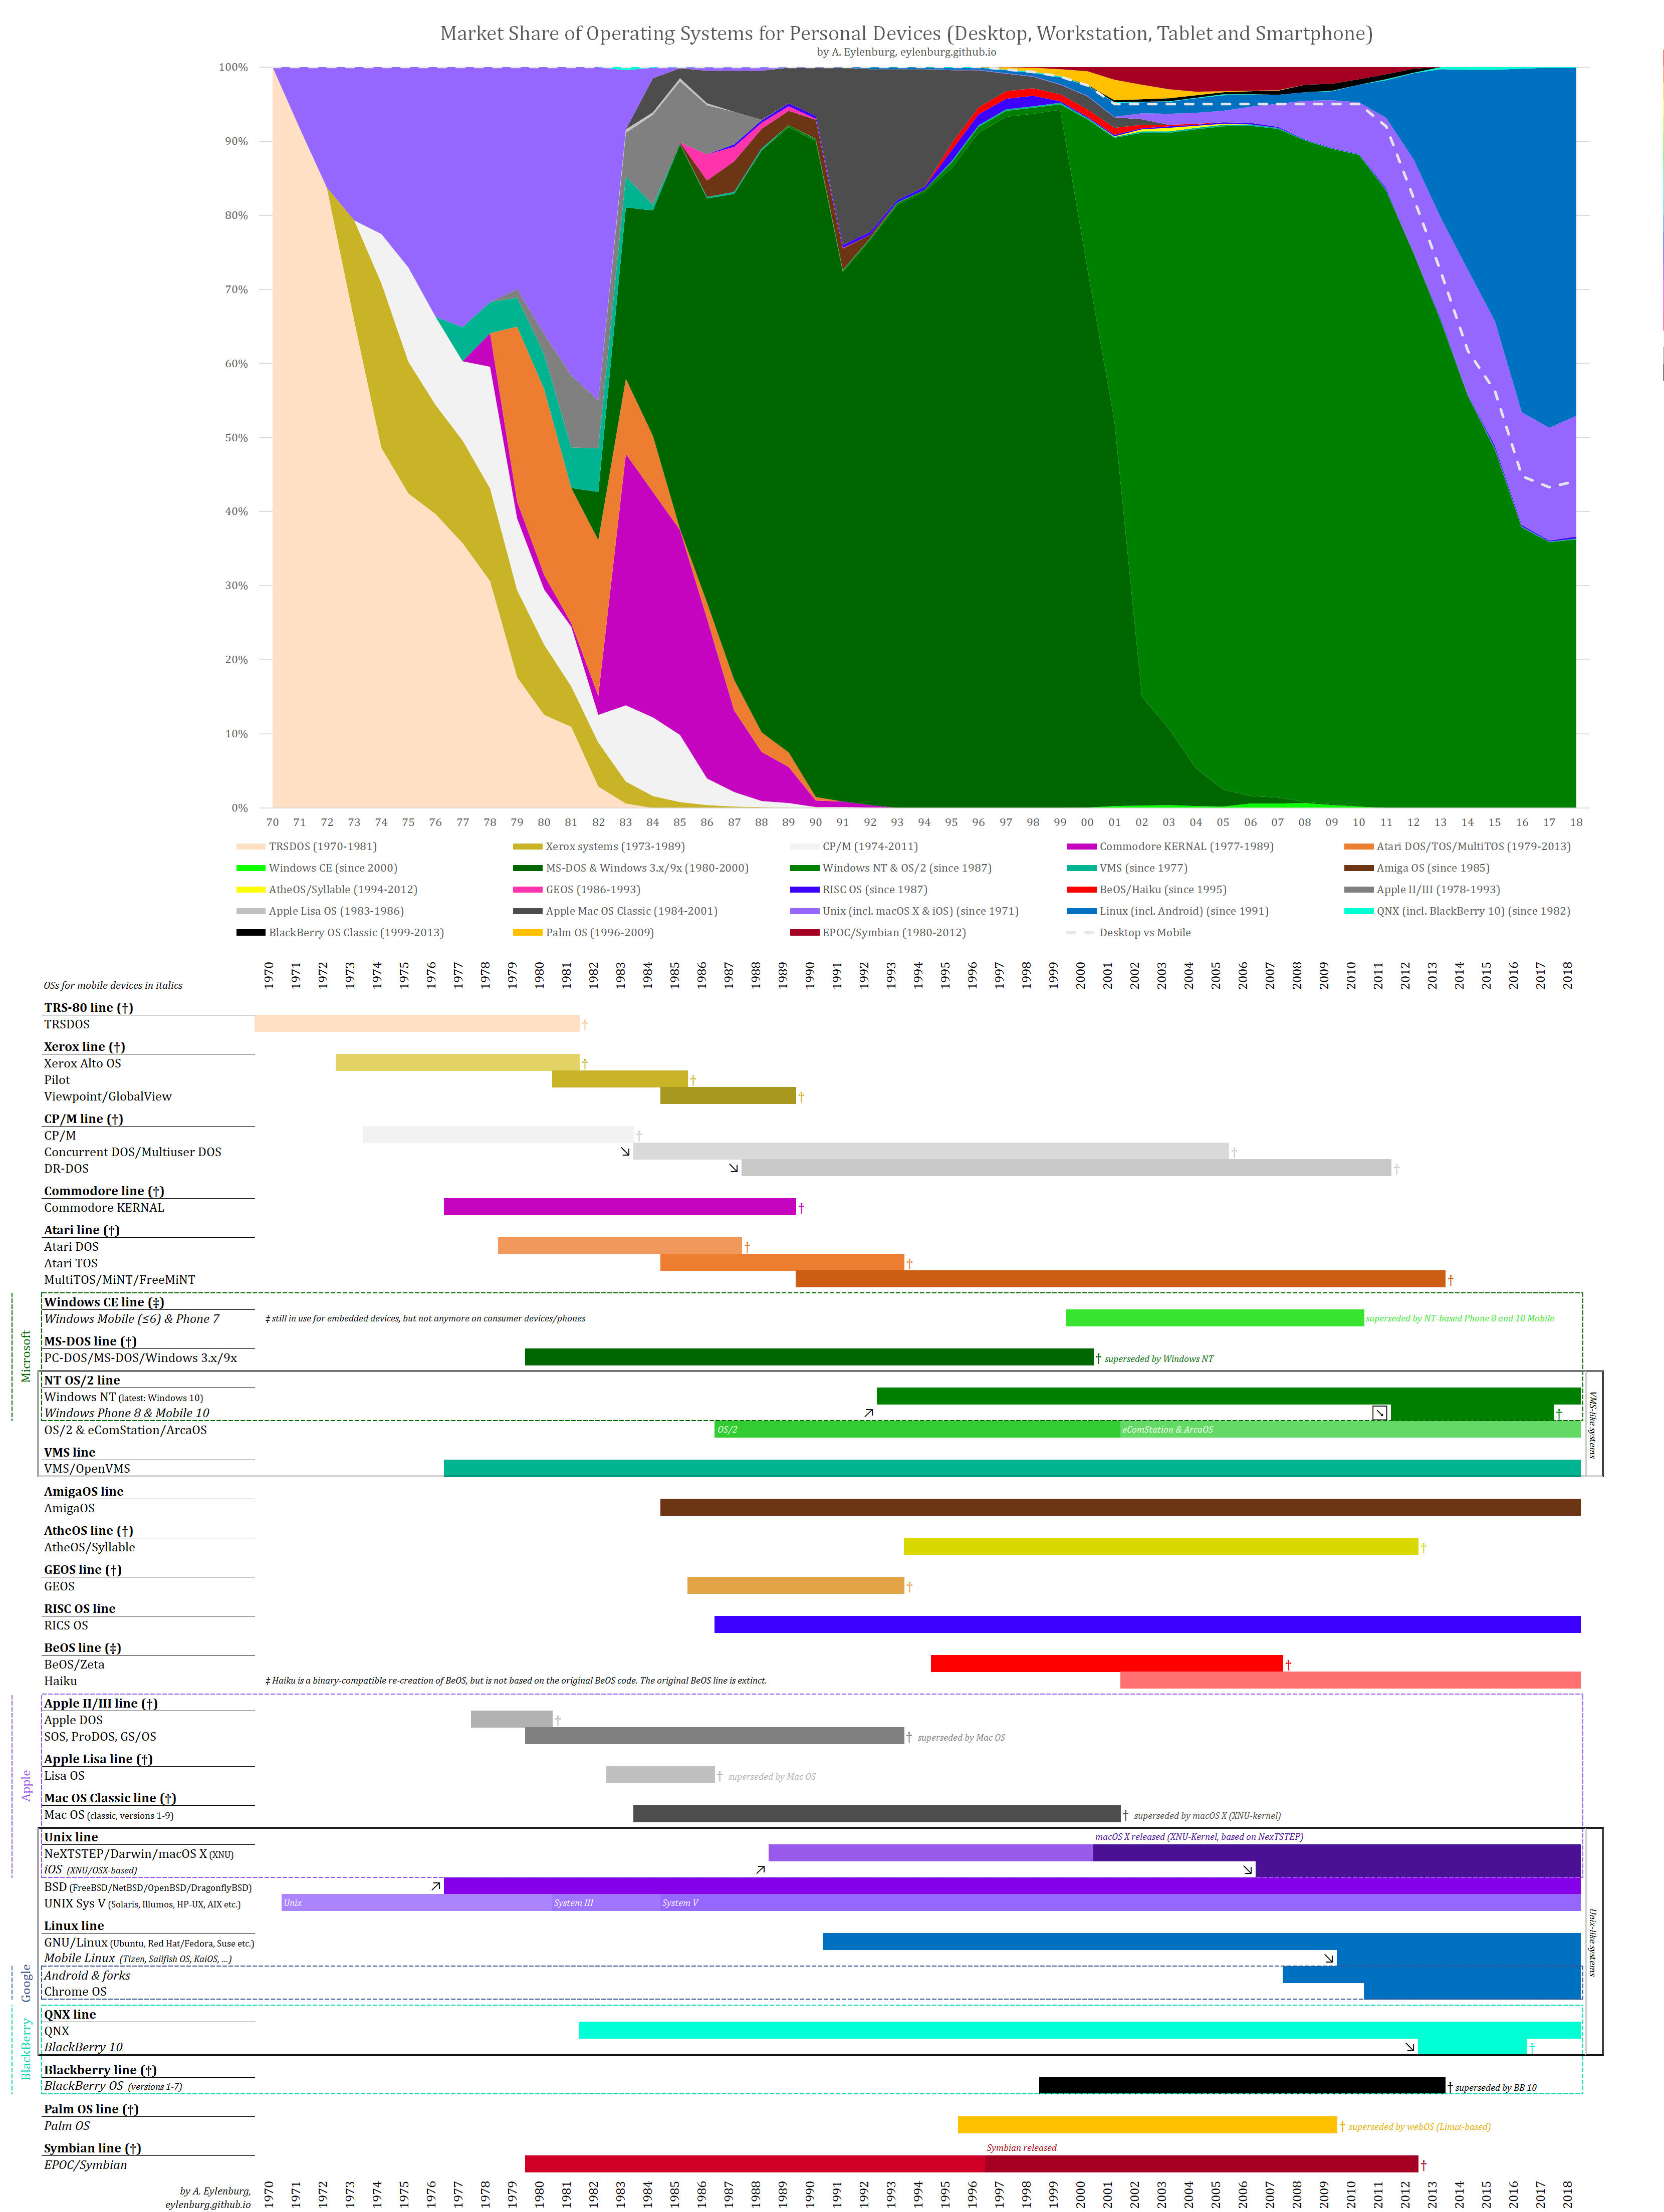 Market Share of Operating Systems for Personal Devices (Desktop, Workstation, Tablet and Smartphone)
by A. Eylenburg, eylenburg.github.io
100%
90%
80%
70%
60%
50%
40%
30%
20%
10%
0%
70 71 72 73 74 75 76 77 78 79 80 81 82 83 84 85 86 87 88 89 90 91 92 93 94 95 96 97 98 99 00 01 02 03 04 05 06 07 08 09 10 11 12 13 14 15 16 17 18
TRSDOS (1970-1981) Xerox systems (1973-1989) CP/M (1974-2011) Commodore KERNAL (1977-1989) Atari DOS/TOS/MultiTOS (1979-2013)
Windows CE (since 2000) MS-DOS & Windows 3.x/9x (1980-2000) Windows NT & OS/2 (since 1987) VMS (since 1977) Amiga OS (since 1985)
AtheOS/Syllable (1994-2012) GEOS (1986-1993) RISC OS (since 1987) BeOS/Haiku (since 1995) Apple II/III (1978-1993)
Apple Lisa OS (1983-1986) Apple Mac OS Classic (1984-2001) Unix (incl. macOS X & iOS) (since 1971) Linux (incl. Android) (since 1991) QNX (incl. BlackBerry 10) (since 1982)
BlackBerry OS Classic (1999-2013) Palm OS (1996-2009) EPOC/Symbian (1980-2012) Desktop vs Mobile
OSs for mobile devices in italics 1970 1971 1972 1973 1974 1975 1976 1977 1978 1979 1980 1981 1982 1983 1984 1985 1986 1987 1988 1989 1990 1991 1992 1993 1994 1995 1996 1997 1998 1999 2000 2001 2002 2003 2004 2005 2006 2007 2008 2009 2010 2011 2012 2013 2014 2015 2016 2017 2018
TRS-80 line (†)
TRSDOS †
Xerox line (†)
Xerox Alto OS †
Pilot †
Viewpoint/GlobalView †
CP/M line (†)
CP/M †
Concurrent DOS/Multiuser DOS ↘ †
DR-DOS ↘ †
Commodore line (†)
Commodore KERNAL †
Atari line (†)
Atari DOS †
Atari TOS †
MultiTOS/MiNT/FreeMiNT †
Microsoft
Windows CE line (‡)
Windows Mobile (≤6) & Phone 7 ‡ still in use for embedded devices, but not anymore on consumer devices/phones superseded by NT-based Phone 8 and 10 Mobile
MS-DOS line (†)
PC-DOS/MS-DOS/Windows 3.x/9x † superseded by Windows NT
NT OS/2 line
Windows NT (latest: Windows 10)
Windows Phone 8 & Mobile 10 ↗ ↘ †
OS/2 & eComStation/ArcaOS OS/2 eComStation & ArcaOS
VMS line
VMS/OpenVMS
VMS-like systems
AmigaOS line
AmigaOS
AtheOS line (†)
AtheOS/Syllable †
GEOS line (†)
GEOS †
RISC OS line
RICS OS
BeOS line (‡)
BeOS/Zeta †
Haiku ‡ Haiku is a binary-compatible re-creation of BeOS, but is not based on the original BeOS code. The original BeOS line is extinct.
Apple
Apple II/III line (†)
Apple DOS †
SOS, ProDOS, GS/OS † superseded by Mac OS
Apple Lisa line (†)
Lisa OS † superseded by Mac OS
Mac OS Classic line (†)
Mac OS (classic, versions 1-9) † superseded by macOS X (XNU-kernel)
Unix line macOS X released (XNU-Kernel, based on NexTSTEP)
NeXTSTEP/Darwin/macOS X (XNU)
iOS (XNU/OSX-based) ↗ ↘
BSD (FreeBSD/NetBSD/OpenBSD/DragonflyBSD) ↗
UNIX Sys V (Solaris, Illumos, HP-UX, AIX etc.) Unix System III System V
Unix-like systems
Linux line
GNU/Linux (Ubuntu, Red Hat/Fedora, Suse etc.)
Mobile Linux (Tizen, Sailfish OS, KaiOS, ...) ↘
Google
Android & forks
Chrome OS
BlackBerry
QNX line
QNX
BlackBerry 10 ↘ †
Blackberry line (†)
BlackBerry OS (versions 1-7) † superseded by BB 10
Palm OS line (†)
Palm OS † superseded by webOS (Linux-based)
Symbian line (†) Symbian released
EPOC/Symbian †
by A. Eylenburg,
eylenburg.github.io
1970 1971 1972 1973 1974 1975 1976 1977 1978 1979 1980 1981 1982 1983 1984 1985 1986 1987 1988 1989 1990 1991 1992 1993 1994 1995 1996 1997 1998 1999 2000 2001 2002 2003 2004 2005 2006 2007 2008 2009 2010 2011 2012 2013 2014 2015 2016 2017 2018